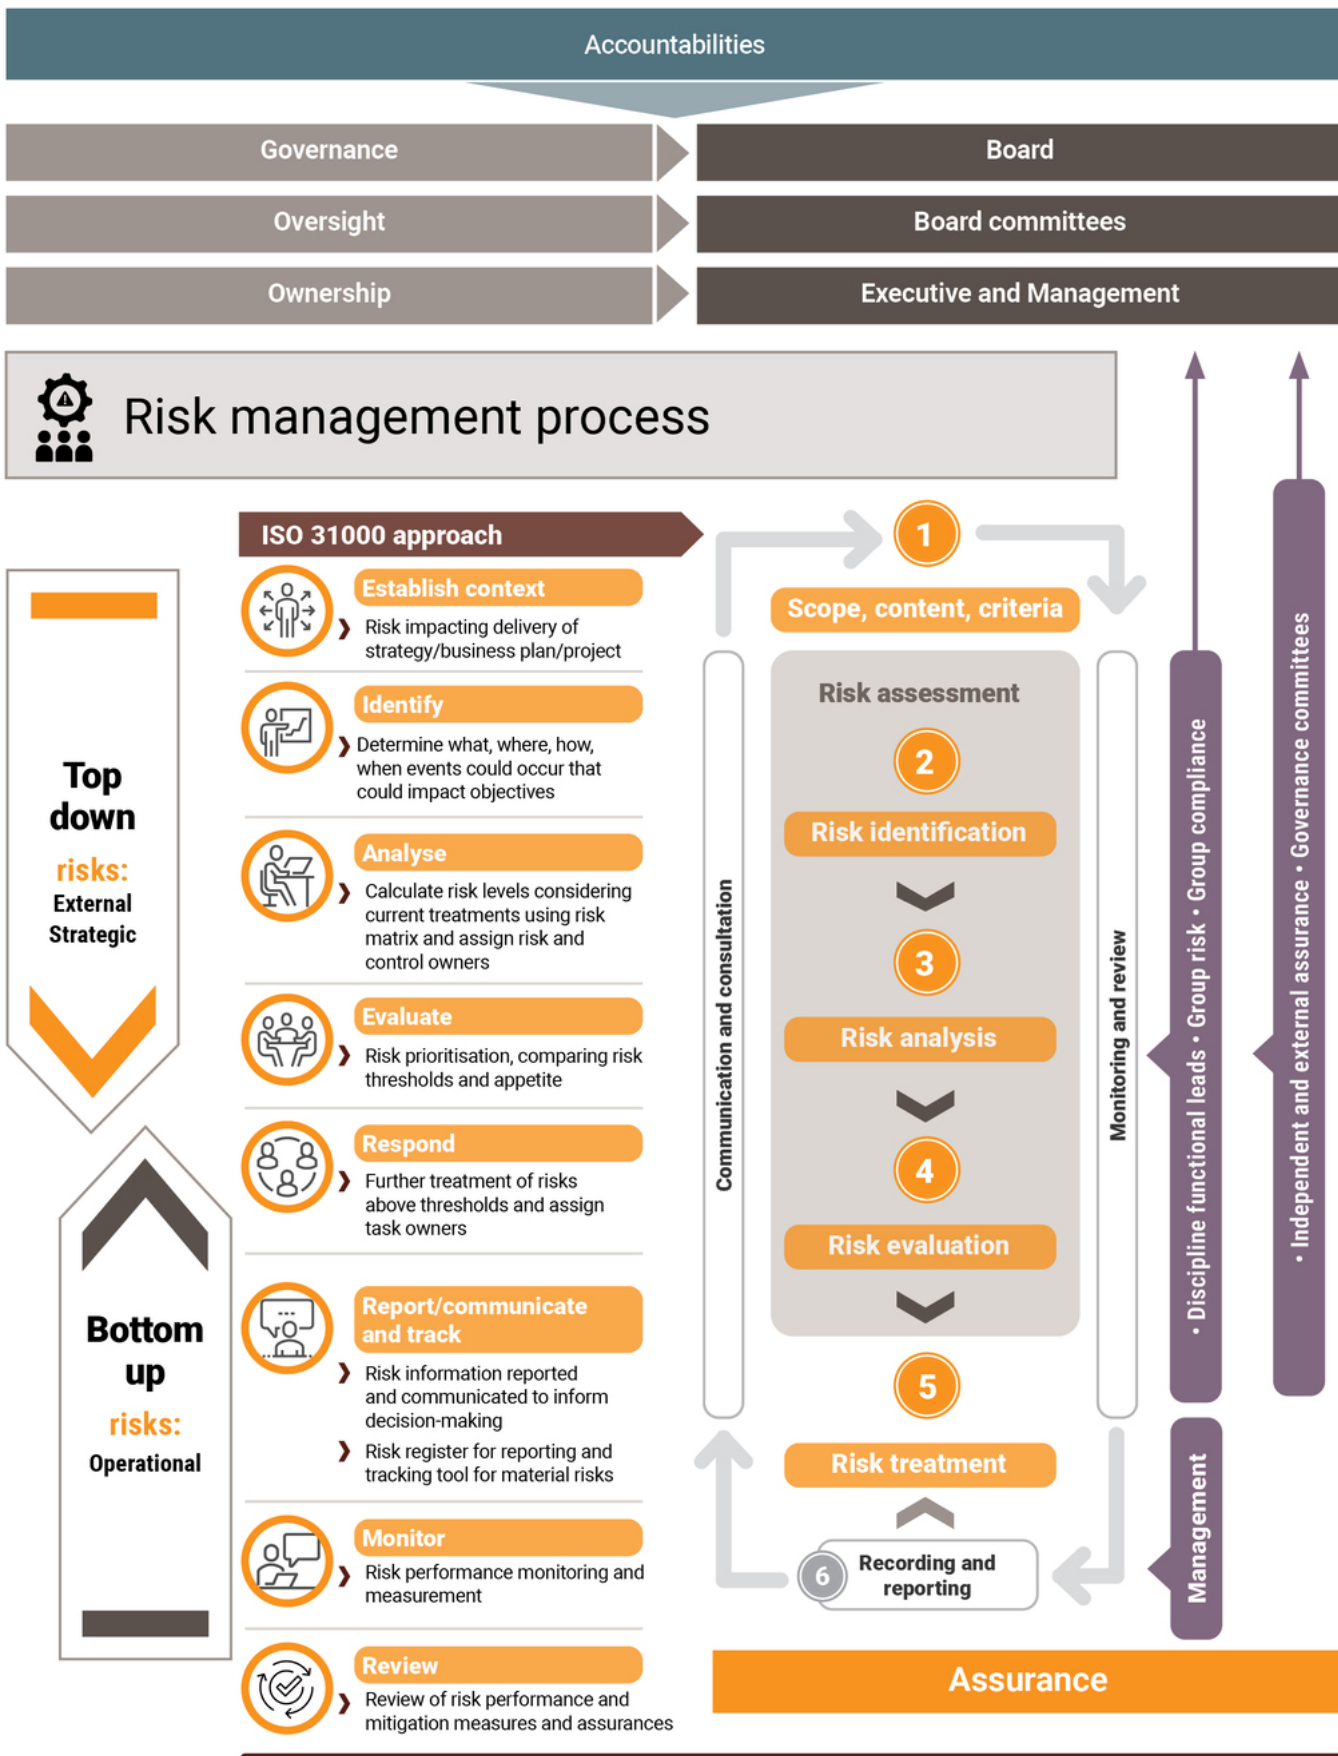 Accountabilities
Governance
Board
Oversight
Board committees
Ownership
Executive and Management
Risk management process
Top
down
risks:
External
Strategic
Bottom
up
risks:
Operational
ISO 31000 approach
Establish context
Risk impacting delivery of
strategy/business plan/project
Identify
Determine what, where, how,
when events could occur that
could impact objectives
Analyse
Calculate risk levels considering
current treatments using risk
matrix and assign risk and
control owners
Evaluate
Risk prioritisation, comparing risk
thresholds and appetite
Respond
Further treatment of risks
above thresholds and assign
task owners
Report/communicate
and track
Risk information reported
and communicated to inform
decision-making
Risk register for reporting and
tracking tool for material risks
Monitor
Risk performance monitoring and
measurement
Review
Review of risk performance and
mitigation measures and assurances
Communication and consultation
1
Scope, content, criteria
Risk assessment
2
Risk identification
3
Risk analysis
4
Risk evaluation
5
Risk treatment
6
Recording and
reporting
Monitoring and review
• Discipline functional leads • Group risk • Group compliance
Management
• Independent and external assurance • Governance committees
Assurance